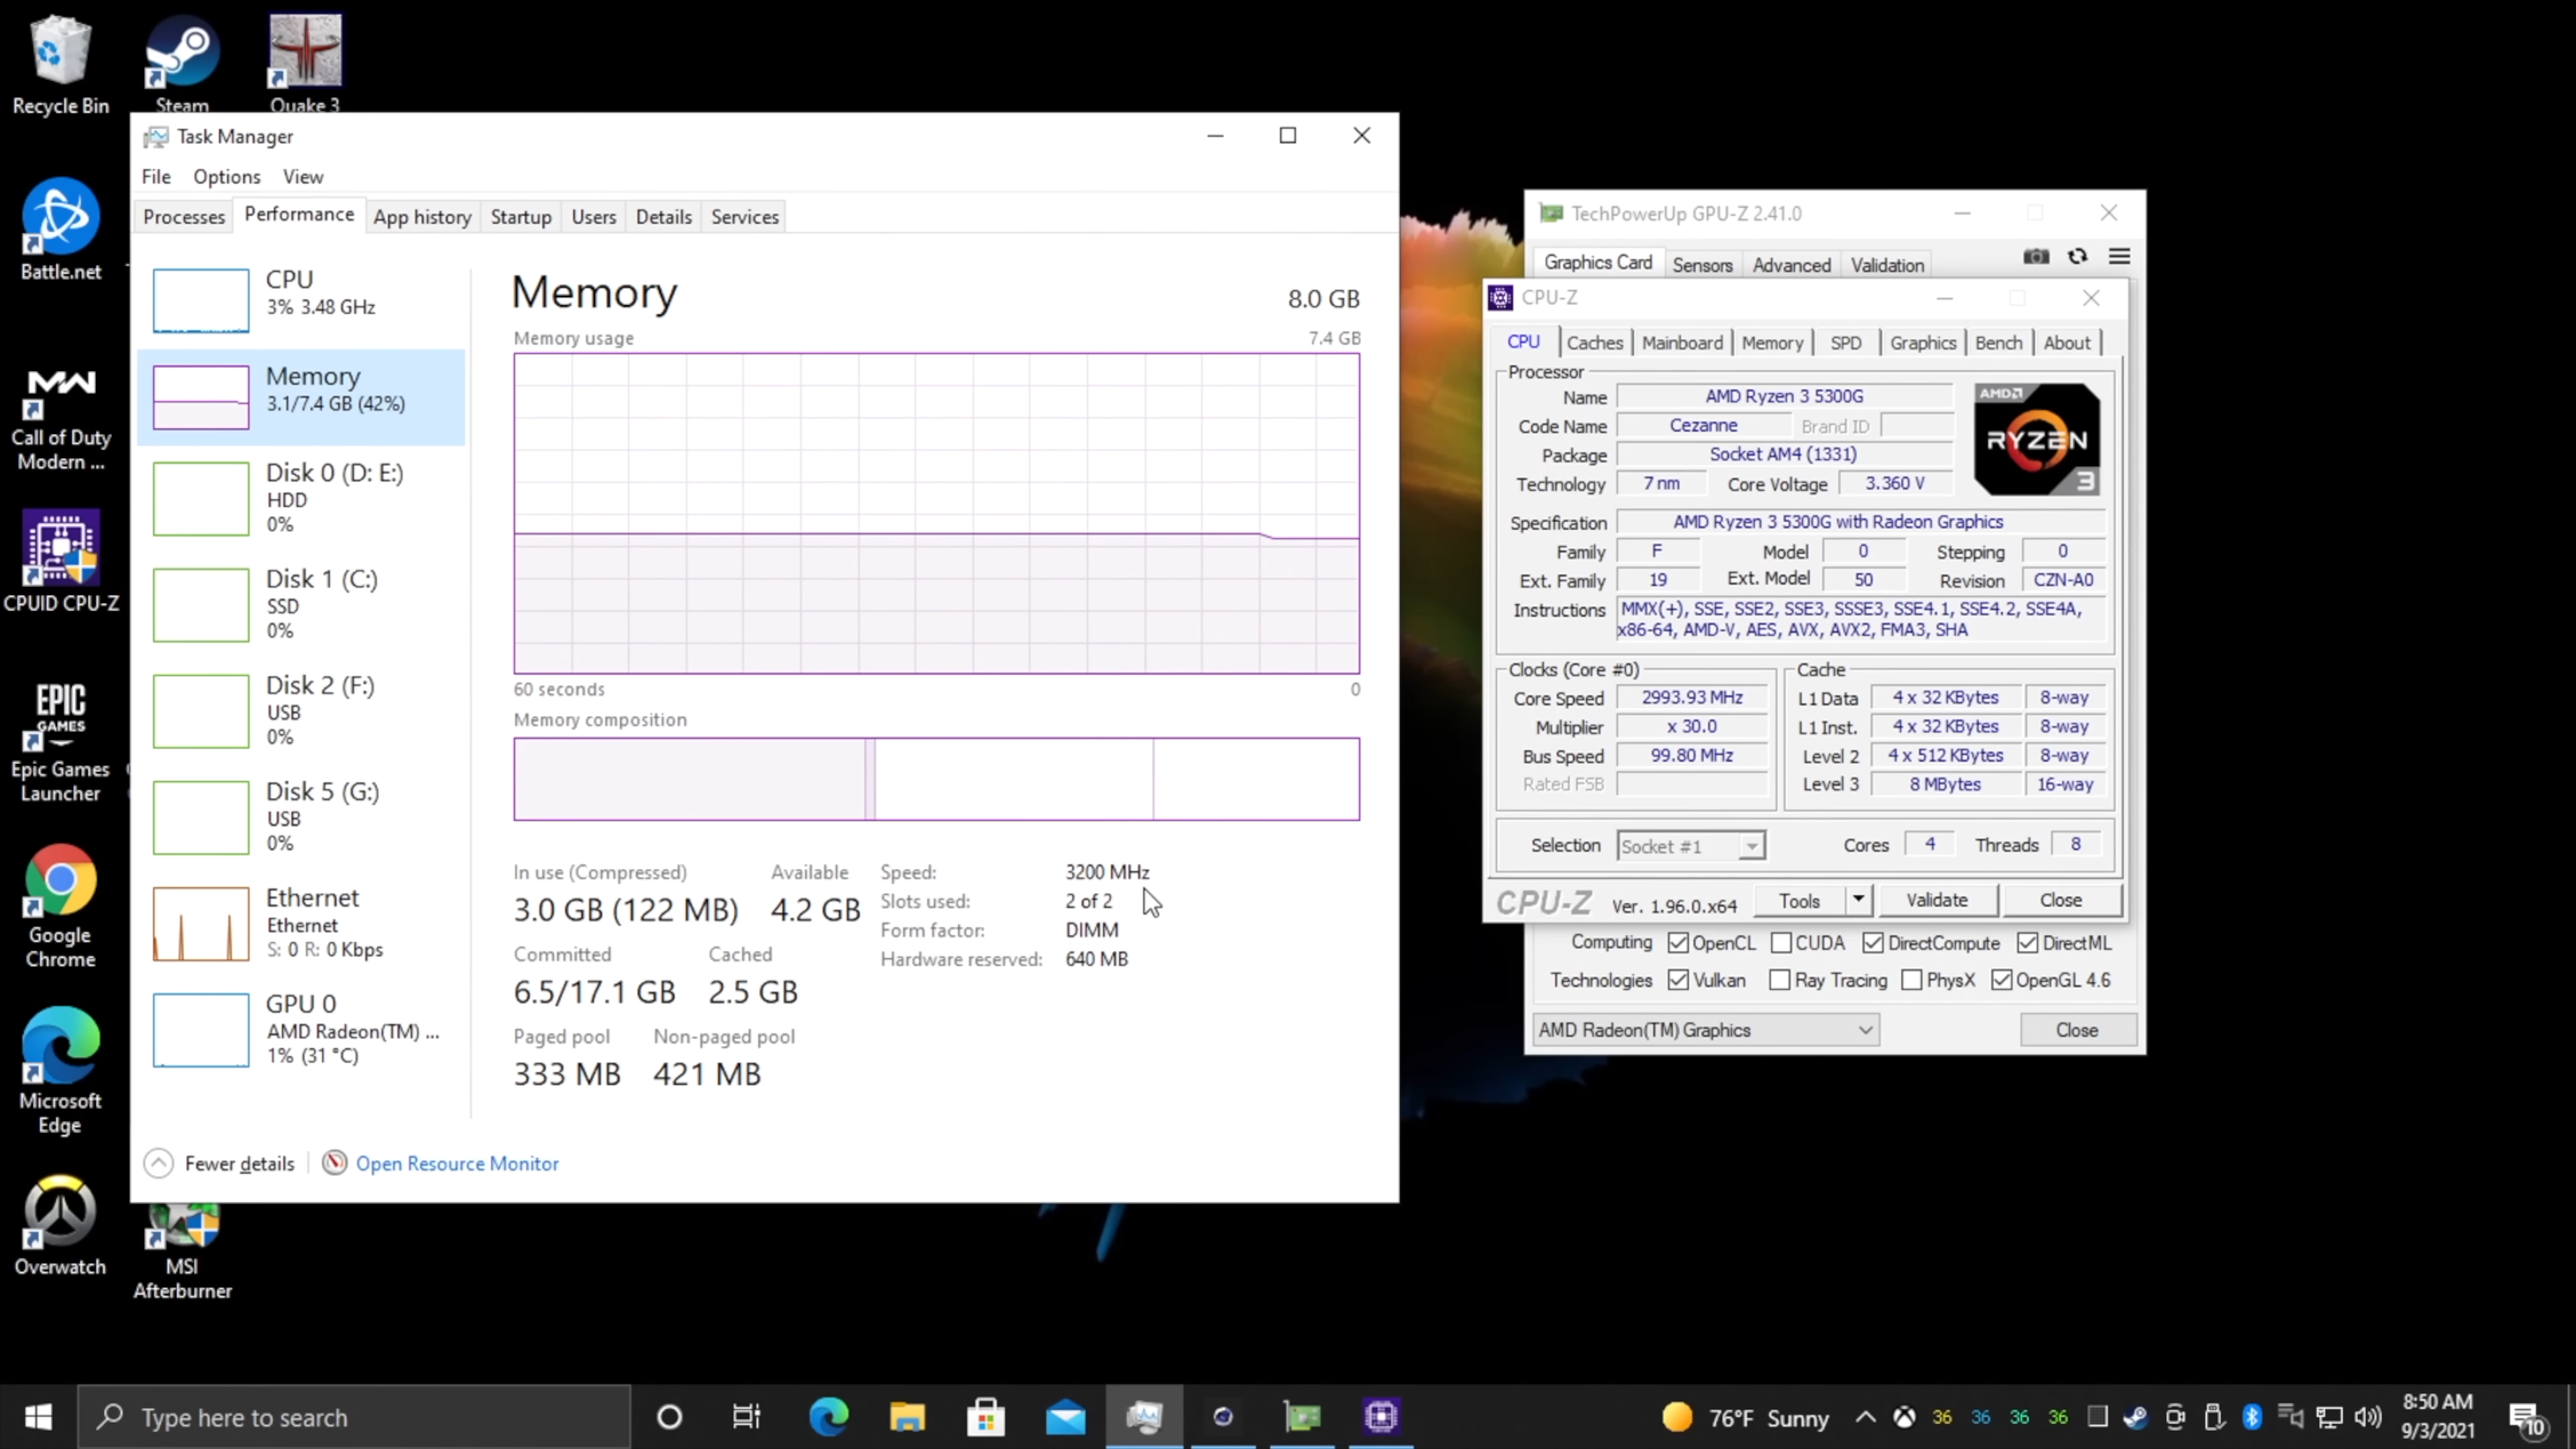 Recycle Bin
Steam
Quake 3
Battle.net
MW
Call of Duty
Modern ...
CPUID CPU-Z
EPIC
GAMES
Epic Games
Launcher
Google
Chrome
Microsoft
Edge
Overwatch
MSI
Afterburner
Task Manager
File Options View
Processes Performance App history Startup Users Details Services
CPU
3% 3.48 GHz
Memory
3.1/7.4 GB (42%)
Disk 0 (D: E:)
HDD
0%
Disk 1 (C:)
SSD
0%
Disk 2 (F:)
USB
0%
Disk 5 (G:)
USB
0%
Ethernet
Ethernet
S: 0 R: 0 Kbps
GPU 0
AMD Radeon(TM) ...
1% (31 °C)
Memory 8.0 GB
Memory usage 7.4 GB
60 seconds 0
Memory composition
In use (Compressed) Available
3.0 GB (122 MB) 4.2 GB
Committed Cached
6.5/17.1 GB 2.5 GB
Paged pool Non-paged pool
333 MB 421 MB
Speed: 3200 MHz
Slots used: 2 of 2
Form factor: DIMM
Hardware reserved: 640 MB
Fewer details Open Resource Monitor
TechPowerUp GPU-Z 2.41.0
Graphics Card Sensors Advanced Validation
CPU-Z
CPU Caches Mainboard Memory SPD Graphics Bench About
Processor
Name AMD Ryzen 3 5300G
Code Name Cezanne Brand ID
Package Socket AM4 (1331)
Technology 7 nm Core Voltage 3.360 V
AMD
RYZEN
3
Specification AMD Ryzen 3 5300G with Radeon Graphics
Family F Model 0 Stepping 0
Ext. Family 19 Ext. Model 50 Revision CZN-A0
Instructions MMX(+), SSE, SSE2, SSE3, SSSE3, SSE4.1, SSE4.2, SSE4A,
x86-64, AMD-V, AES, AVX, AVX2, FMA3, SHA
Clocks (Core #0)
Core Speed 2993.93 MHz
Multiplier x 30.0
Bus Speed 99.80 MHz
Rated FSB
Cache
L1 Data 4 x 32 KBytes 8-way
L1 Inst. 4 x 32 KBytes 8-way
Level 2 4 x 512 KBytes 8-way
Level 3 8 MBytes 16-way
Selection Socket #1 Cores 4 Threads 8
CPU-Z Ver. 1.96.0.x64 Tools Validate Close
Computing OpenCL CUDA DirectCompute DirectML
Technologies Vulkan Ray Tracing PhysX OpenGL 4.6
AMD Radeon(TM) Graphics Close
Type here to search
76°F Sunny 36 36 36 36
8:50 AM
9/3/2021
10